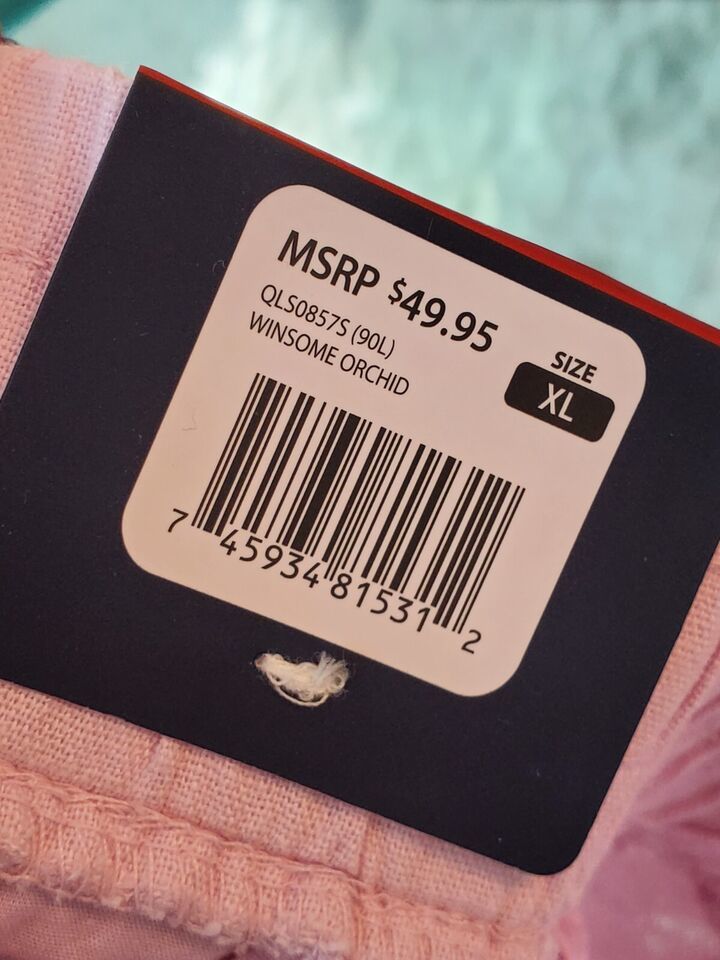 MSRP $49.95
QLS0857S (90L)
WINSOME ORCHID
SIZE
XL
7 45934 81531 2